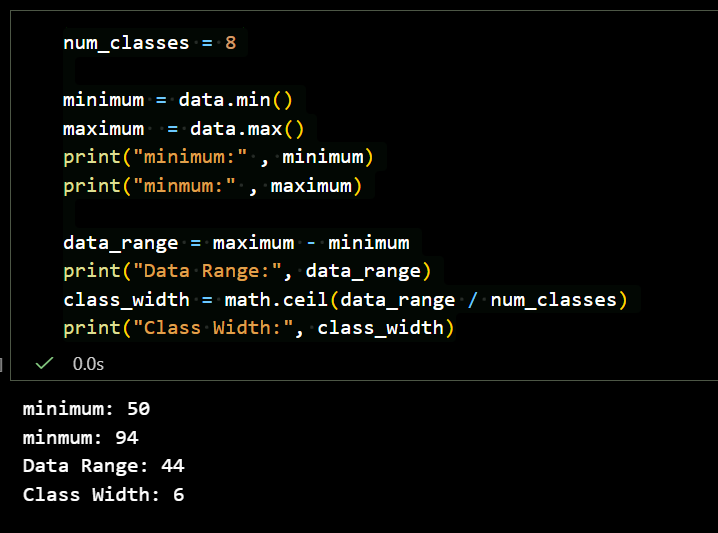 num_classes = 8
minimum = data.min()
maximum  = data.max()
print("minimum:" , minimum)
print("minmum:" , maximum)
data_range = maximum - minimum
print("Data Range:", data_range)
class_width = math.ceil(data_range / num_classes)
print("Class Width:", class_width)
0.0s
minimum: 50
minmum: 94
Data Range: 44
Class Width: 6